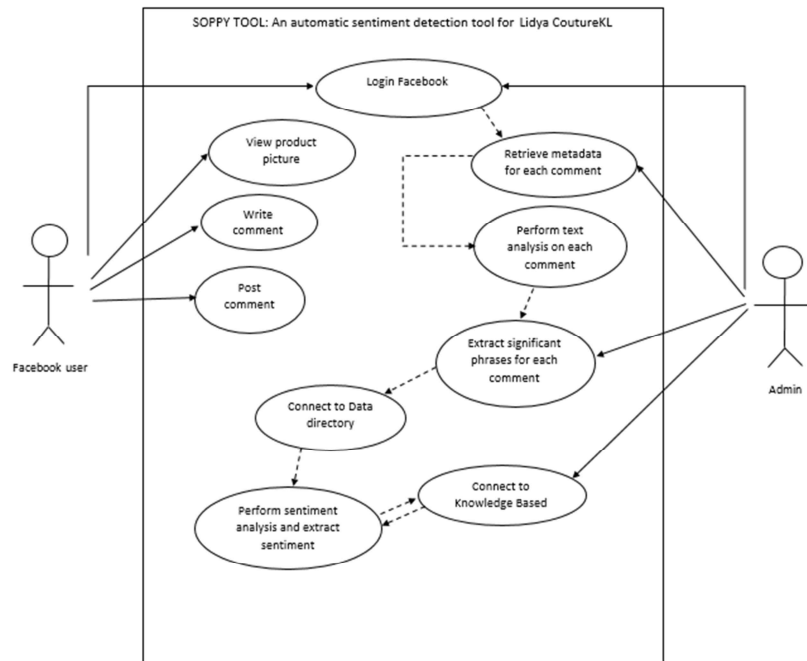 SOPPY TOOL: An automatic sentiment detection tool for Lidya CoutureKL
Login Facebook
View product
picture
Retrieve metadata
for each comment
Write
comment
Perform text
analysis on each
comment
Post
comment
Facebook user
Extract significant
phrases for each
comment
Admin
Connect to Data
directory
Connect to
Knowledge Based
Perform sentiment
analysis and extract
sentiment